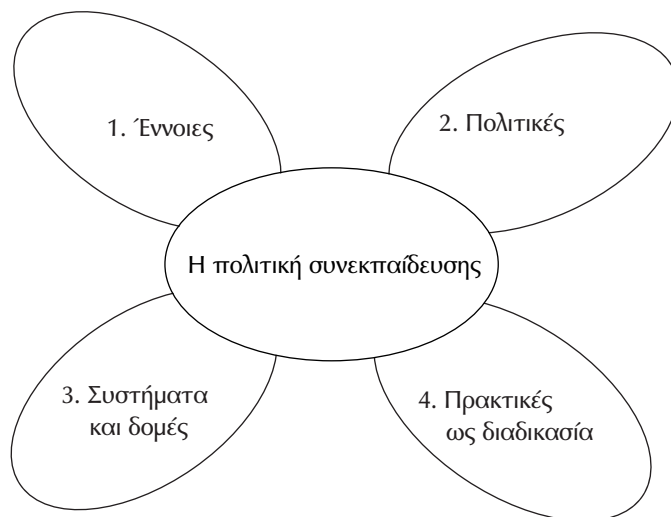 1. Έννοιες
2. Πολιτικές
Η πολιτική συνεκπαίδευσης
3. Συστήματα
και δομές
4. Πρακτικές
ως διαδικασία